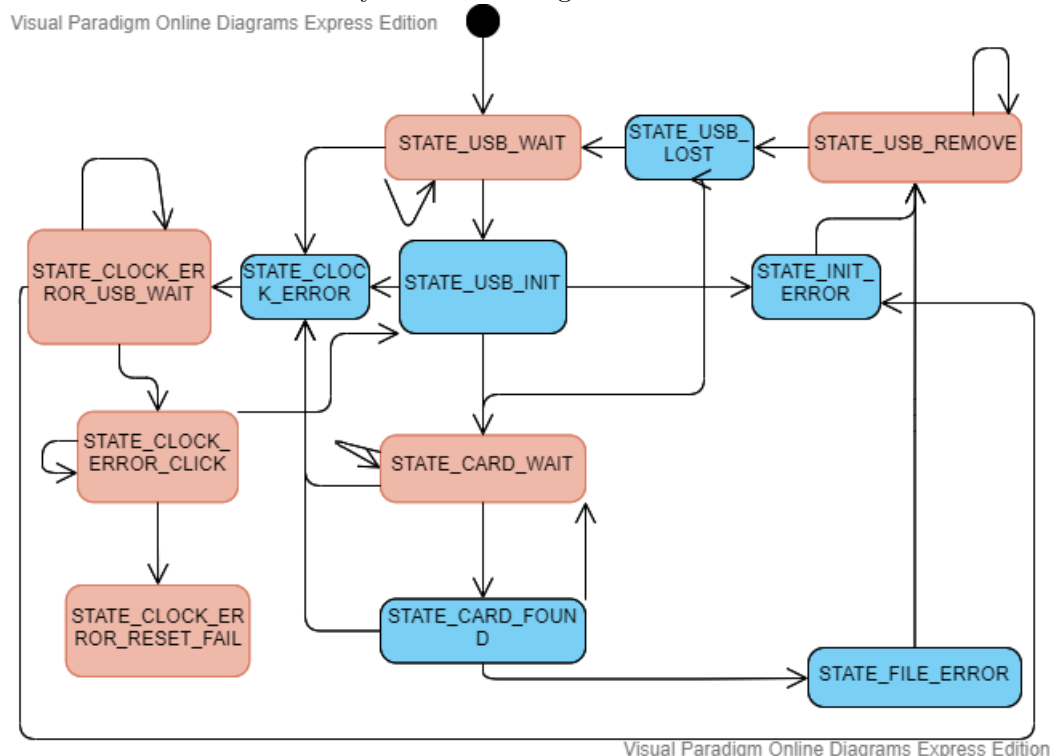 Visual Paradigm Online Diagrams Express Edition
STATE_USB_WAIT
STATE_USB_
LOST
STATE_USB_REMOVE
STATE_CLOCK_ER
ROR_USB_WAIT
STATE_CLOC
K_ERROR
STATE_USB_INIT
STATE_INIT_
ERROR
STATE_CLOCK_
ERROR_CLICK
STATE_CARD_WAIT
STATE_CLOCK_ER
ROR_RESET_FAIL
STATE_CARD_FOUN
D
STATE_FILE_ERROR
Visual Paradigm Online Diagrams Express Edition